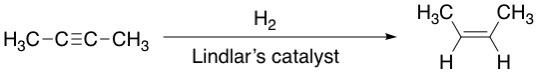 H₃C–C≡C–CH₃
H₂
Lindlar's catalyst
H₃C CH₃
H H